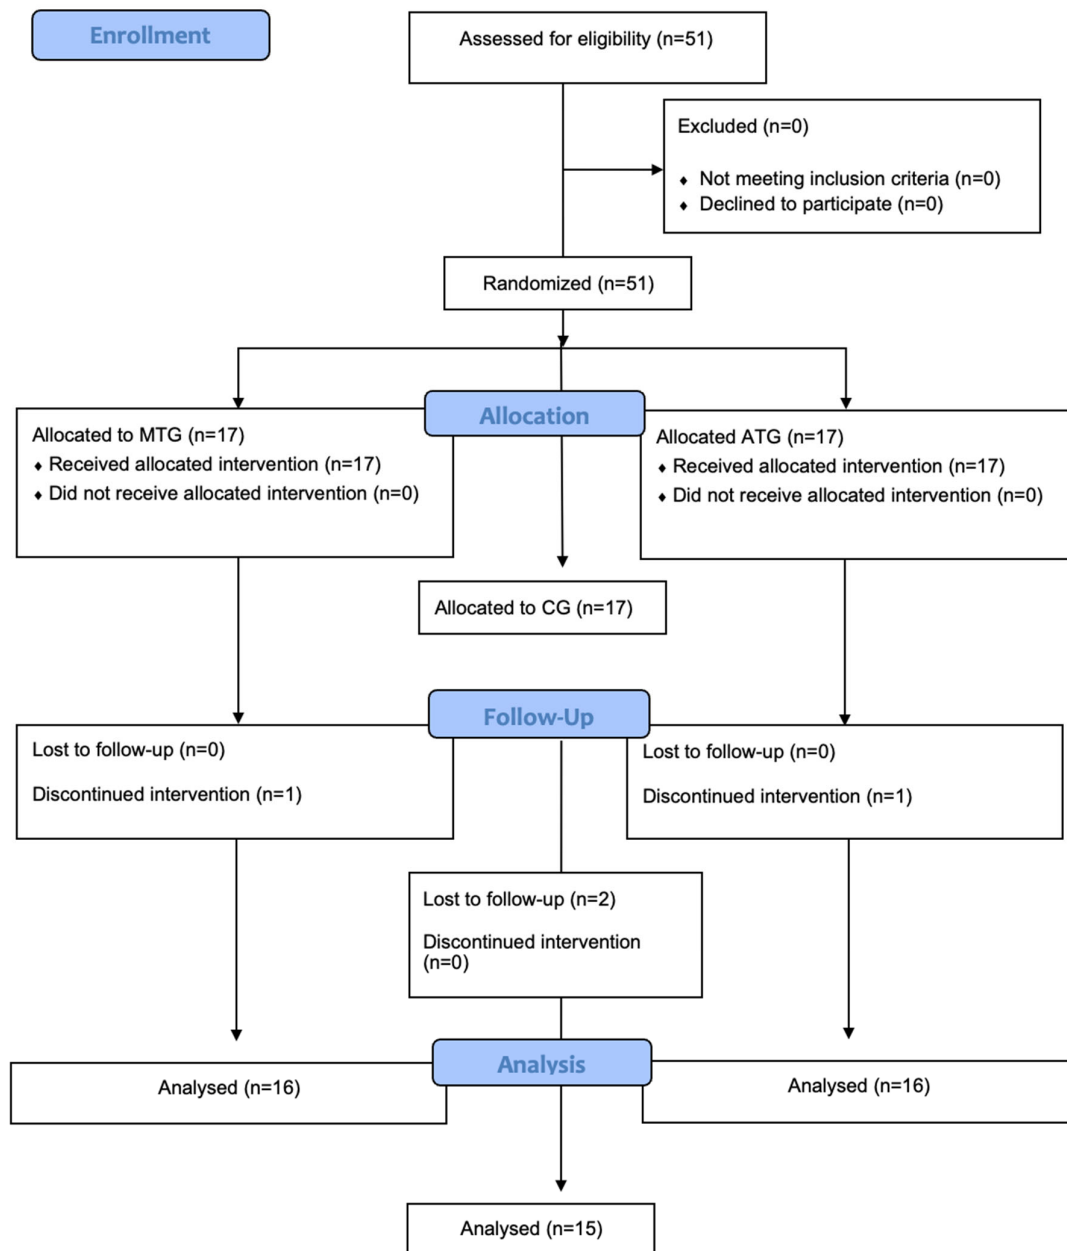 Enrollment
Assessed for eligibility (n=51)
Excluded (n=0)
♦ Not meeting inclusion criteria (n=0)
♦ Declined to participate (n=0)
Randomized (n=51)
Allocation
Allocated to MTG (n=17)
♦ Received allocated intervention (n=17)
♦ Did not receive allocated intervention (n=0)
Allocated ATG (n=17)
♦ Received allocated intervention (n=17)
♦ Did not receive allocated intervention (n=0)
Allocated to CG (n=17)
Follow-Up
Lost to follow-up (n=0)
Discontinued intervention (n=1)
Lost to follow-up (n=0)
Discontinued intervention (n=1)
Lost to follow-up (n=2)
Discontinued intervention
(n=0)
Analysis
Analysed (n=16)
Analysed (n=16)
Analysed (n=15)